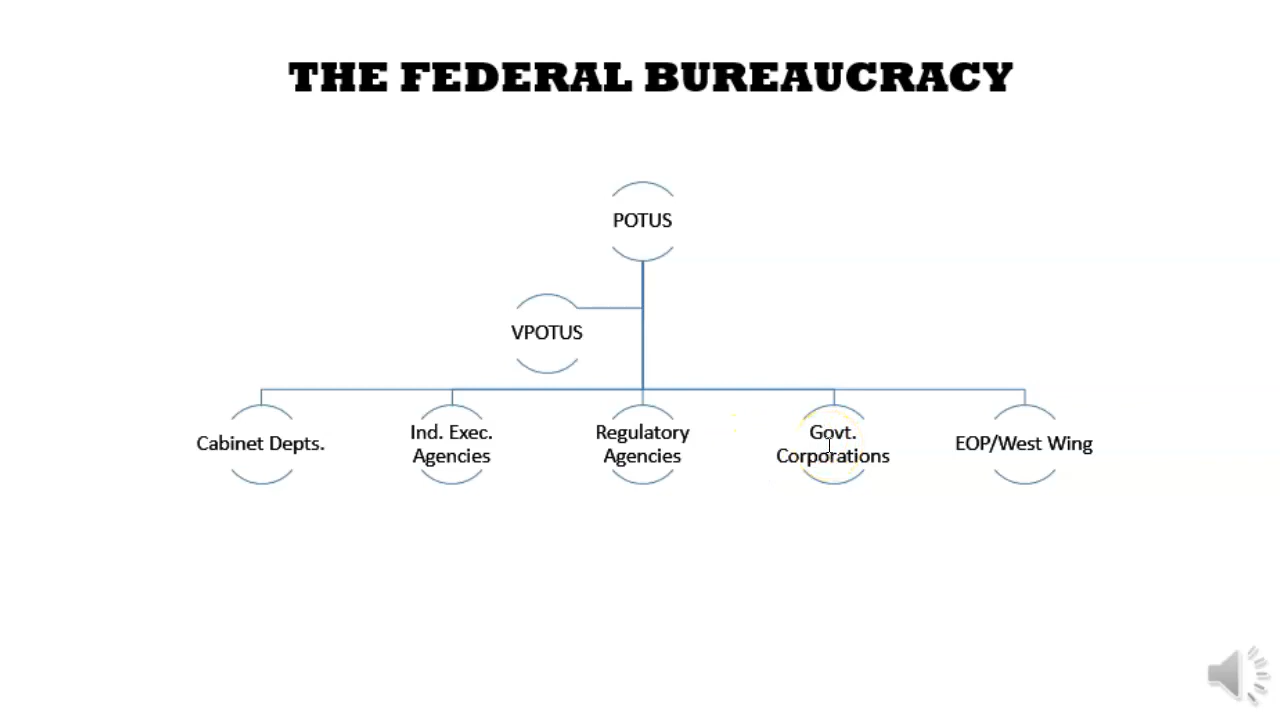 THE FEDERAL BUREAUCRACY
POTUS
VPOTUS
Cabinet Depts.
Ind. Exec.
Agencies
Regulatory
Agencies
Govt.
Corporations
EOP/West Wing